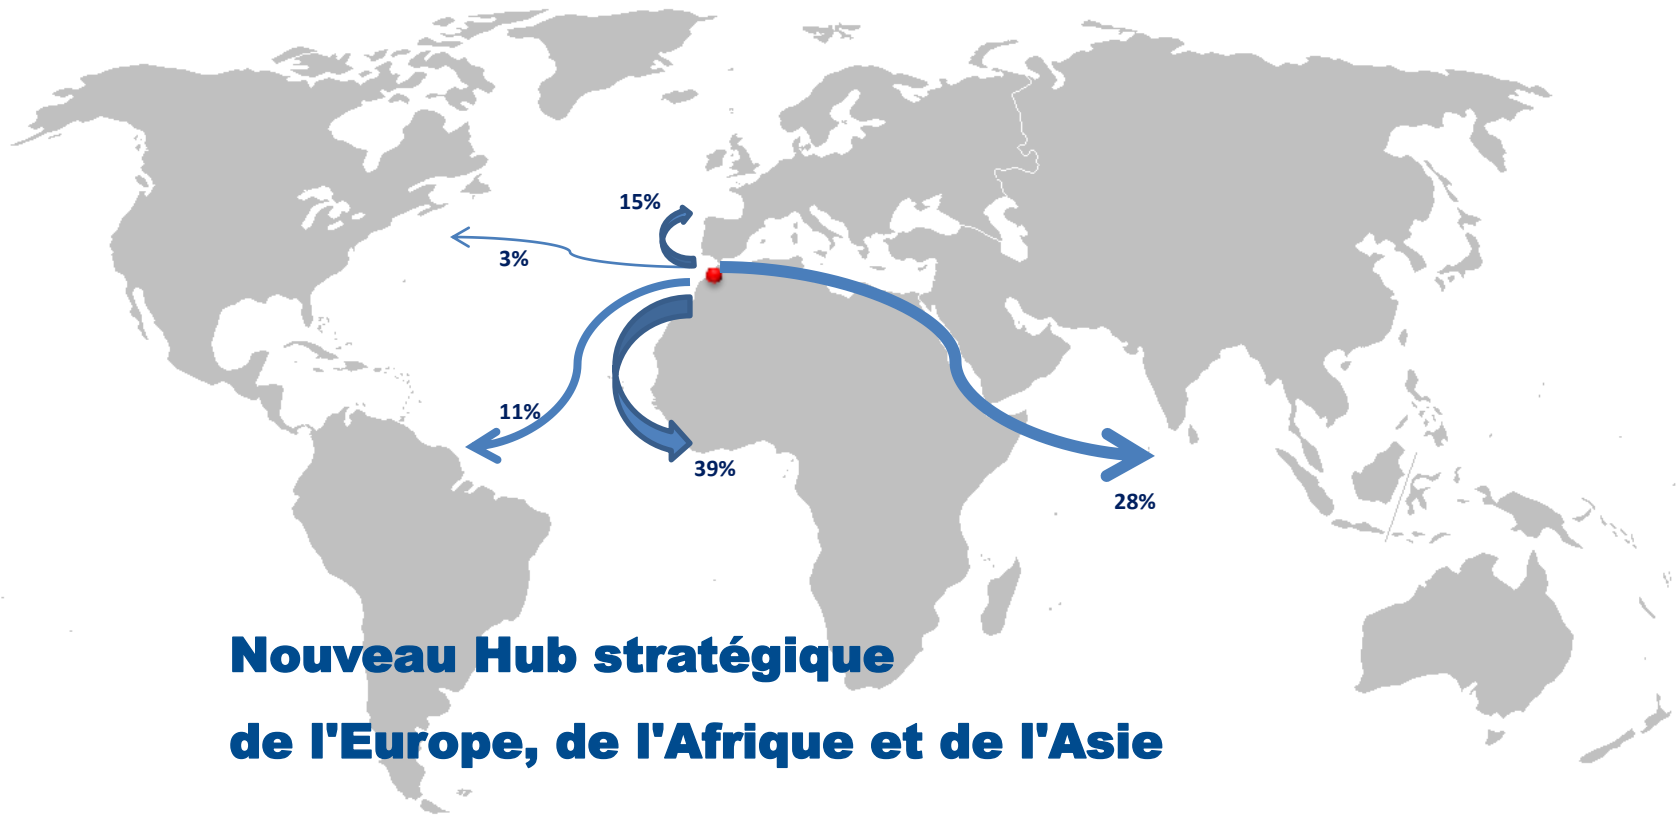 15%
3%
11%
39%
28%
Nouveau Hub stratégique
de l'Europe, de l'Afrique et de l'Asie